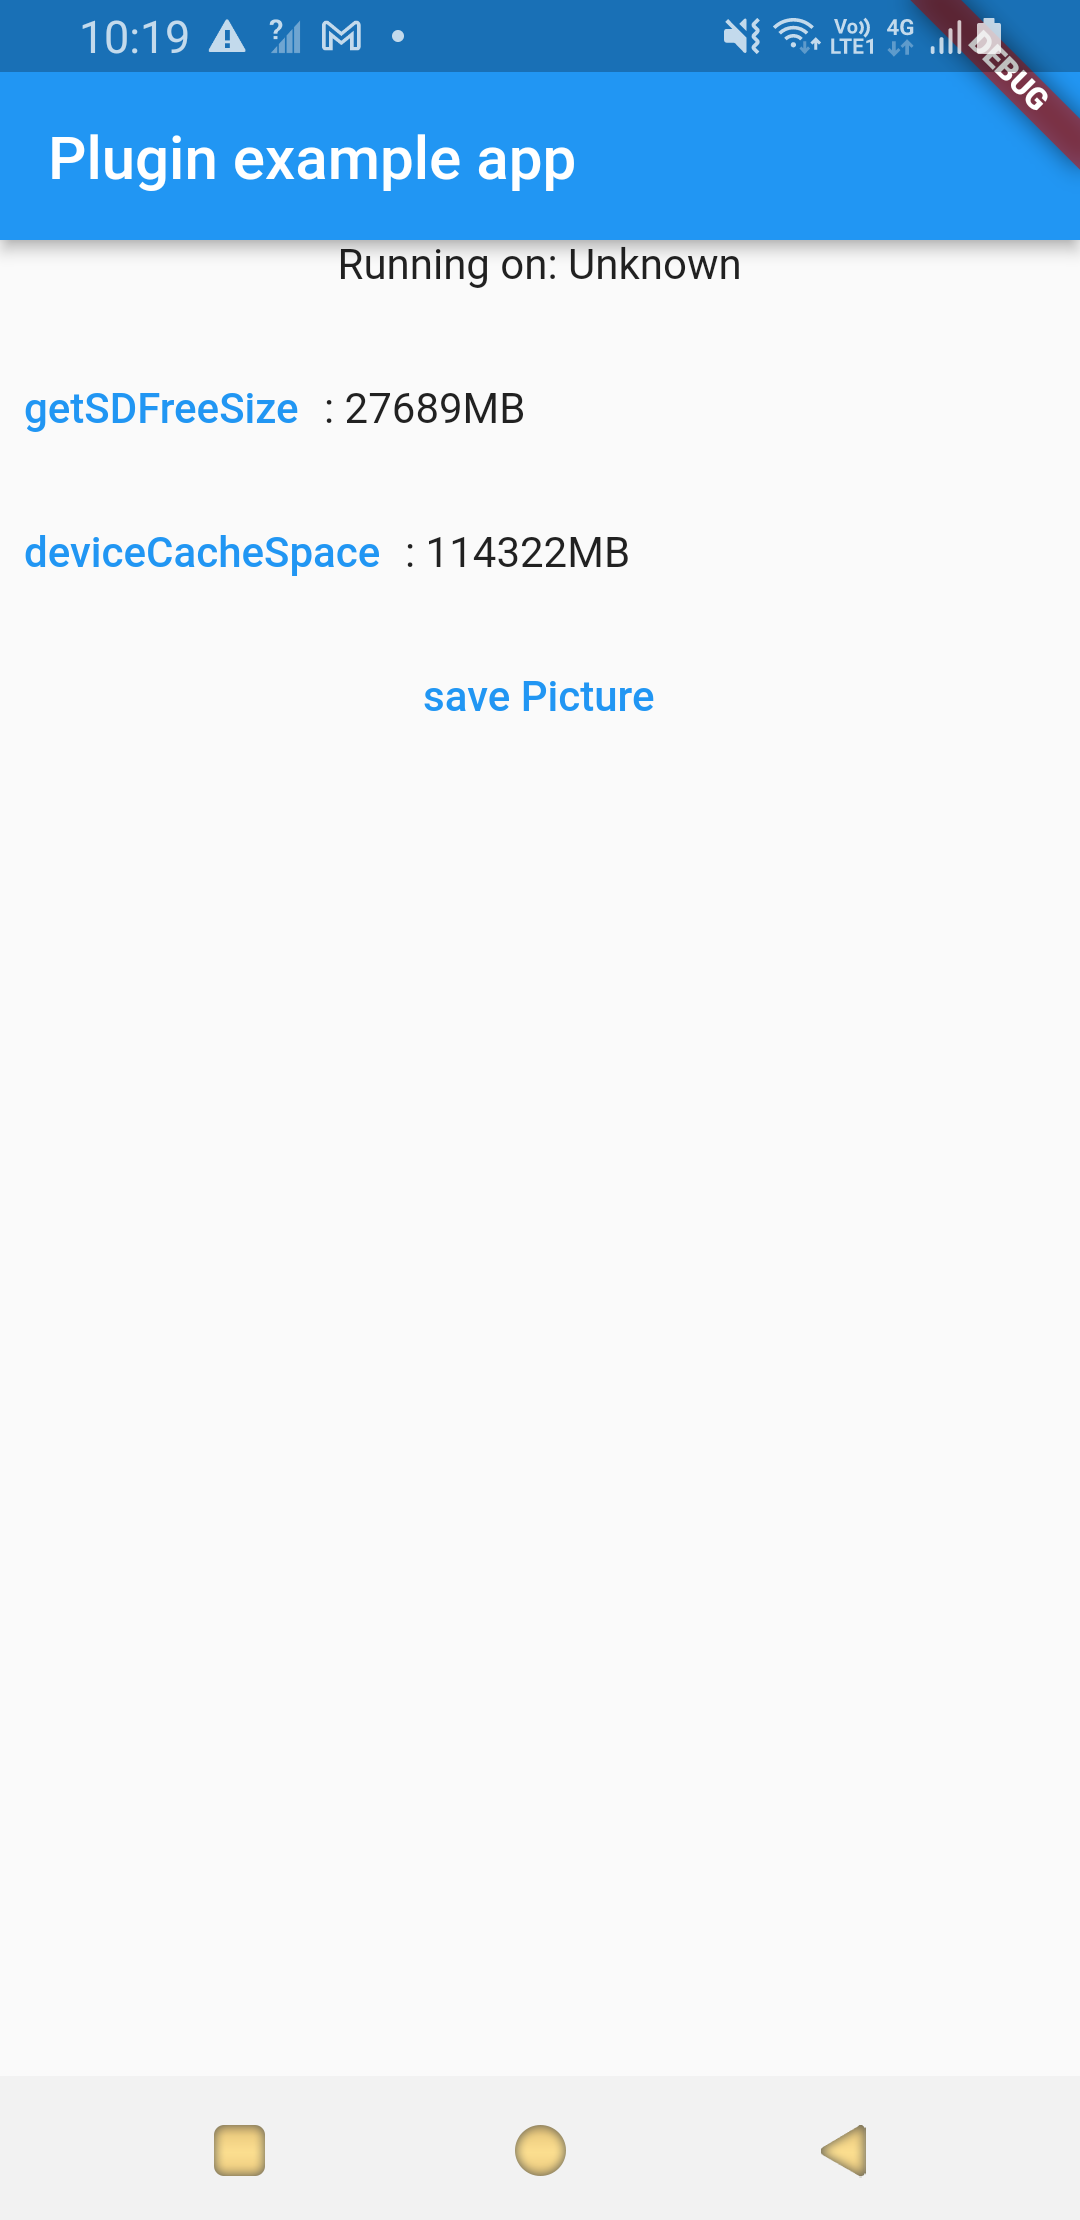 10:19 ? Vo)) LTE1 4G
DEBUG
Plugin example app
Running on: Unknown
getSDFreeSize : 27689MB
deviceCacheSpace : 114322MB
save Picture